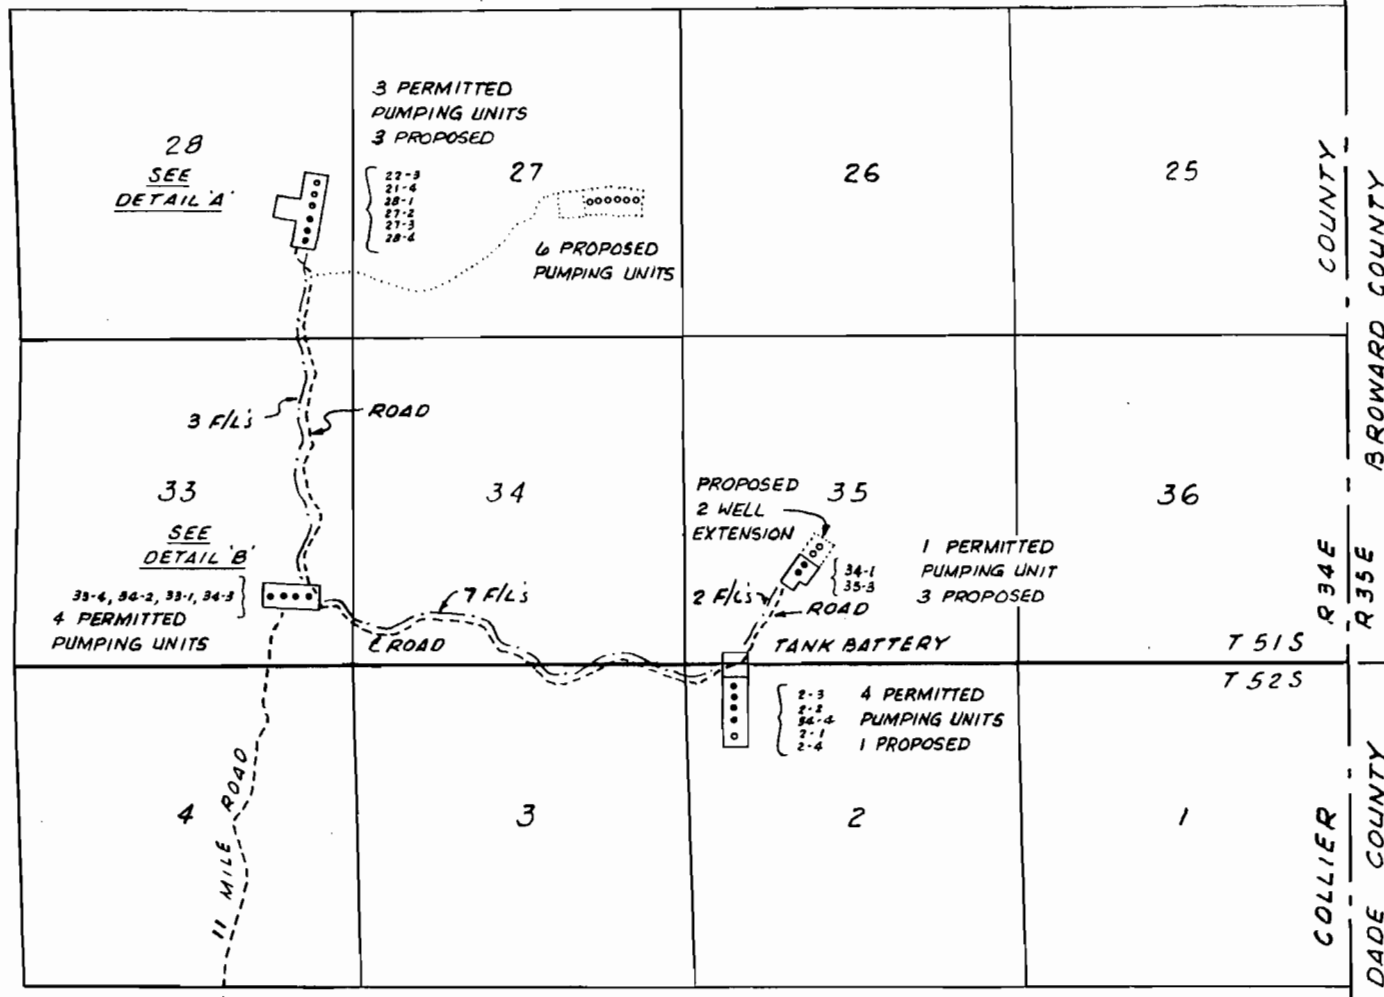 28
SEE
DETAIL 'A'
3 PERMITTED
PUMPING UNITS
3 PROPOSED
22-3
21-4
28-1
27-2
27-3
28-4
27
6 PROPOSED
PUMPING UNITS
26
25
COUNTY
BROWARD COUNTY
3 F/L's
ROAD
33
SEE
DETAIL 'B'
33-4, 34-2, 33-1, 34-3
4 PERMITTED
PUMPING UNITS
34
7 F/L's
ROAD
PROPOSED
2 WELL
EXTENSION
35
34-1
35-3
1 PERMITTED
PUMPING UNIT
3 PROPOSED
2 F/L's
ROAD
TANK BATTERY
36
R34E
R35E
T 51 S
T 52 S
2-3
2-2
34-4
2-1
2-4
4 PERMITTED
PUMPING UNITS
1 PROPOSED
4
11 MILE ROAD
3
2
1
COLLIER
DADE COUNTY